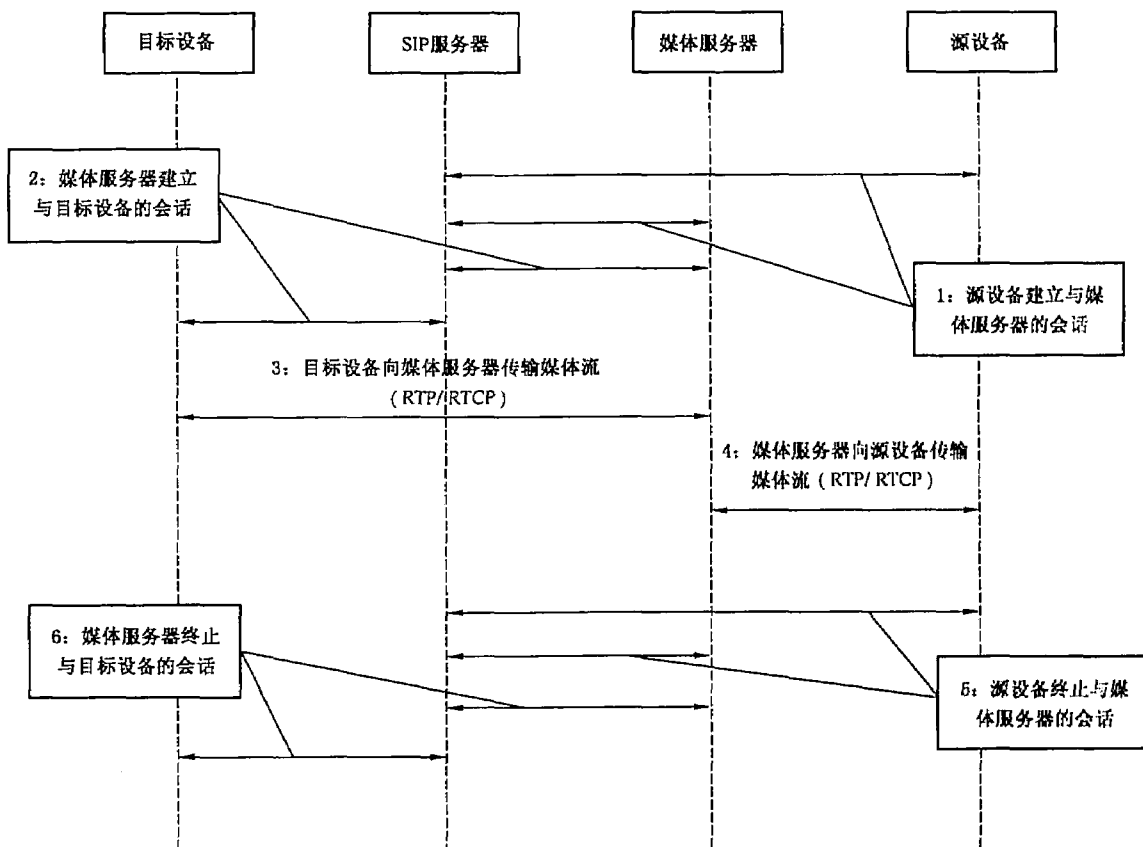 目标设备
SIP服务器
媒体服务器
源设备
2：媒体服务器建立
与目标设备的会话
1：源设备建立与媒
体服务器的会话
3：目标设备向媒体服务器传输媒体流
（RTP/ RTCP）
4：媒体服务器向源设备传输
媒体流（RTP/ RTCP）
6：媒体服务器终止
与目标设备的会话
5：源设备终止与媒
体服务器的会话